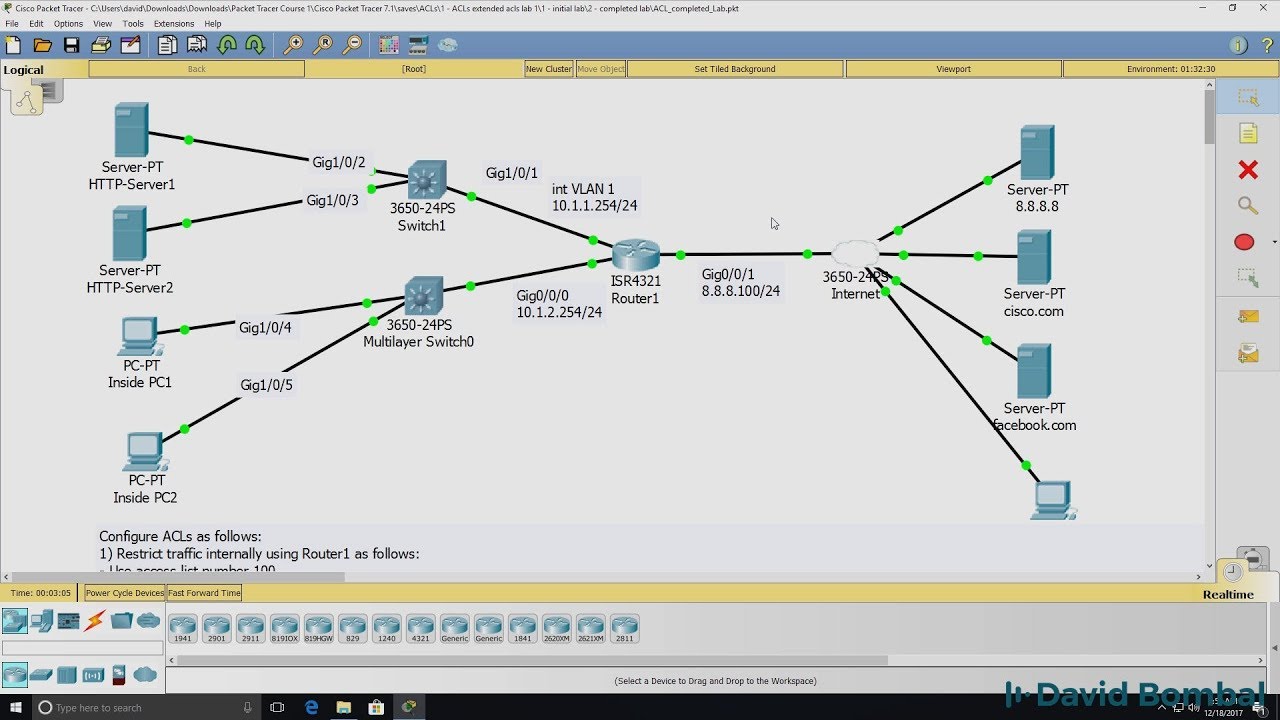 Cisco Packet Tracer - C:\Users\david\Downloads\Downloads\Packet Tracer Course 1\Cisco Packet Tracer 7.1\saves\ACLs\1 - ACLs extended acls lab 1\1 - initial lab\2 - completed lab\ACL_completed_Lab.pkt
File Edit Options View Tools Extensions Help
Logical Back [Root] New Cluster Move Object Set Tiled Background Viewport Environment: 01:32:30
Server-PT
HTTP-Server1
Gig1/0/2
Gig1/0/3
3650-24PS
Switch1
Gig1/0/1
int VLAN 1
10.1.1.254/24
Server-PT
HTTP-Server2
ISR4321
Router1
Gig0/0/1
8.8.8.100/24
3650-24PS
Internet
Server-PT
8.8.8.8
Server-PT
cisco.com
Server-PT
facebook.com
Gig0/0/0
10.1.2.254/24
3650-24PS
Multilayer Switch0
Gig1/0/4
PC-PT
Inside PC1
Gig1/0/5
PC-PT
Inside PC2
Configure ACLs as follows:
1) Restrict traffic internally using Router1 as follows:
- Use access list number 100
Time: 00:03:05 Power Cycle Devices Fast Forward Time
Realtime
1941 2901 2911 819IOX 819HGW 829 1240 4321 Generic Generic 1841 2620XM 2621XM 2811
(Select a Device to Drag and Drop to the Workspace)
David Bombal
Type here to search
12/18/2017